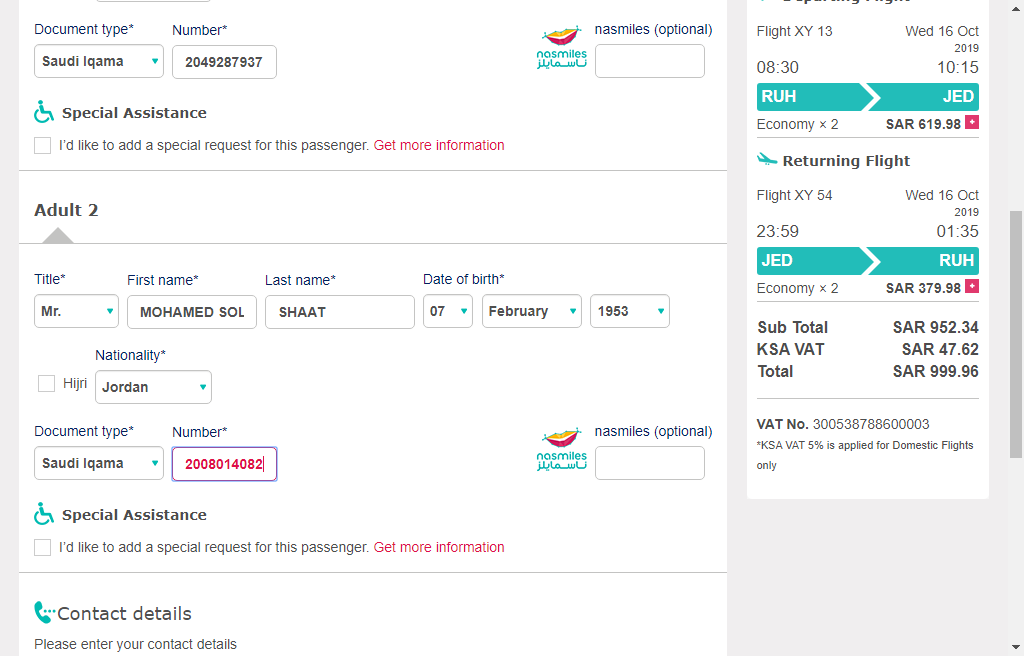 Document type*
Number*
nasmiles (optional)
Saudi Iqama
2049287937
nasmiles
ناسمايلز
Special Assistance
I'd like to add a special request for this passenger. Get more information
Adult 2
Title*
First name*
Last name*
Date of birth*
Mr.
MOHAMED SOL
SHAAT
07
February
1953
Nationality*
Hijri
Jordan
Document type*
Number*
nasmiles (optional)
Saudi Iqama
2008014082
nasmiles
ناسمايلز
Special Assistance
I'd like to add a special request for this passenger. Get more information
Contact details
Please enter your contact details
Departing Flight
Flight XY 13
Wed 16 Oct
2019
08:30
10:15
RUH
JED
Economy × 2
SAR 619.98 +
Returning Flight
Flight XY 54
Wed 16 Oct
2019
23:59
01:35
JED
RUH
Economy × 2
SAR 379.98 +
Sub Total
SAR 952.34
KSA VAT
SAR 47.62
Total
SAR 999.96
VAT No. 300538788600003
*KSA VAT 5% is applied for Domestic Flights
only